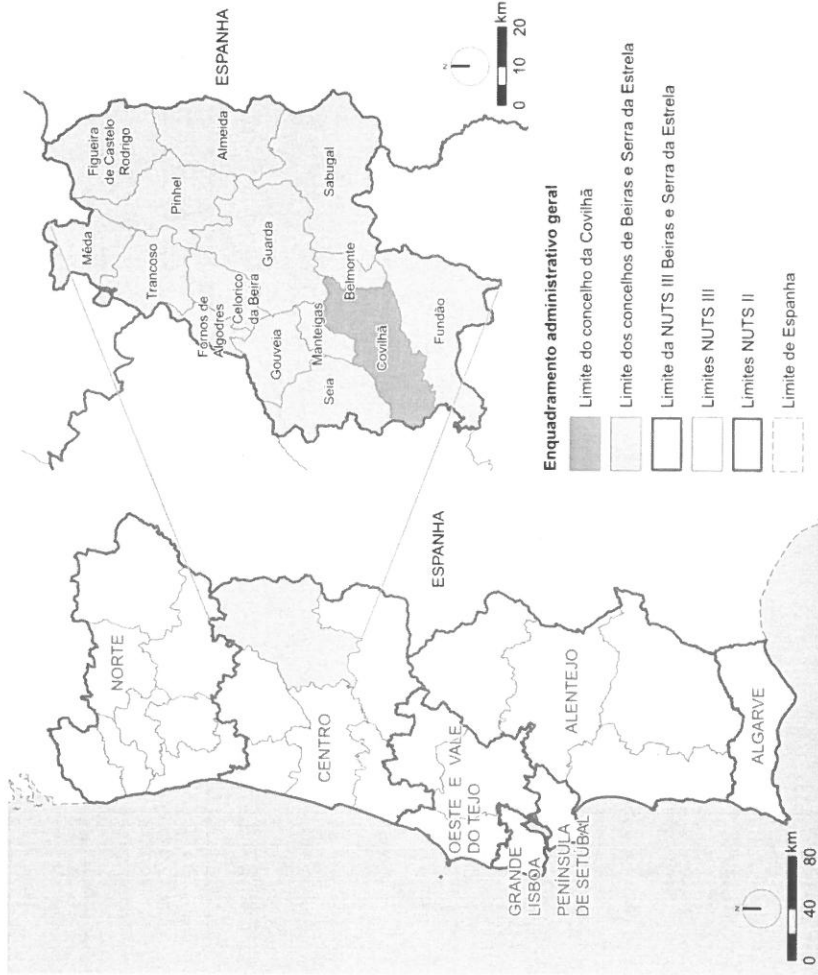 NORTE
CENTRO
OESTE E VALE
DO TEJO
GRANDE
LISBOA
PENÍNSULA
DE SETÚBAL
ALENTEJO
ALGARVE
ESPANHA
N
0 40 80
km
Mêda
Figueira
de Castelo
Rodrigo
Trancoso
Pinhel
Almeida
Fornos de
Algodres
Celorico
da Beira
Guarda
Gouveia
Manteigas
Seia
Belmonte
Sabugal
Covilhã
Fundão
ESPANHA
N
0 10 20
km
Enquadramento administrativo geral
Limite do concelho da Covilhã
Limite dos concelhos de Beiras e Serra da Estrela
Limite da NUTS III Beiras e Serra da Estrela
Limites NUTS III
Limites NUTS II
Limite de Espanha